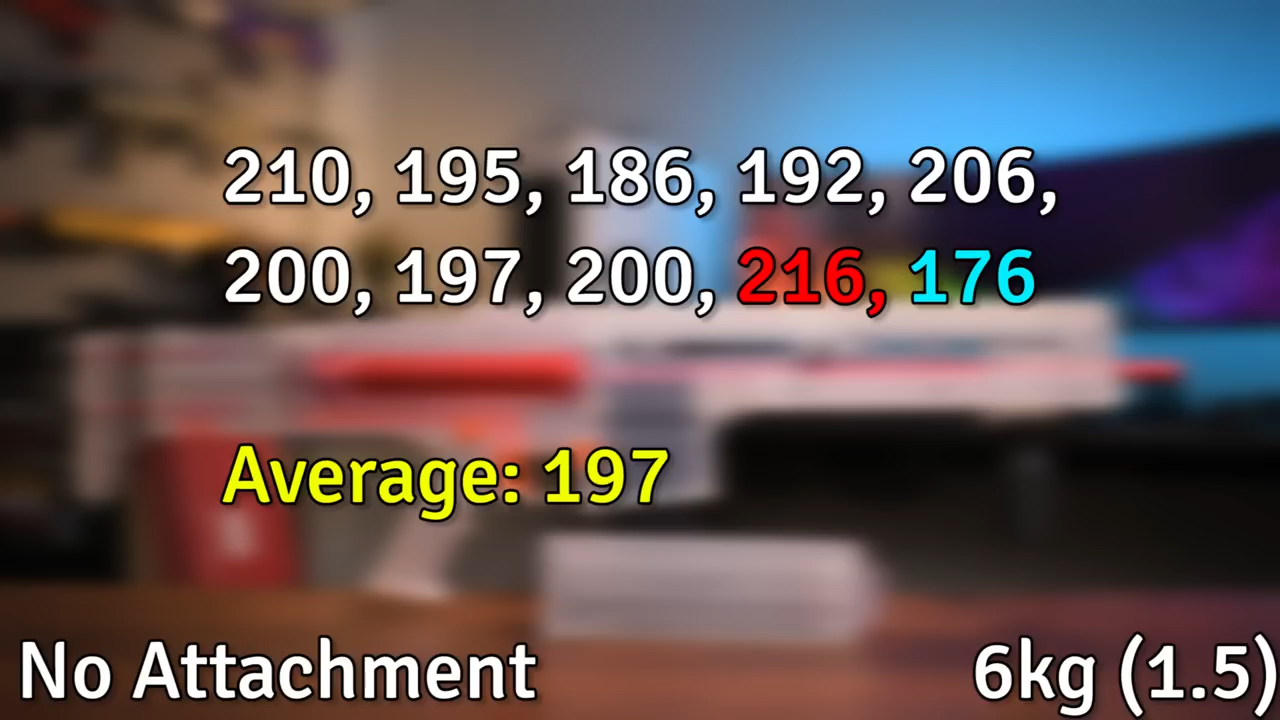 210, 195, 186, 192, 206,
200, 197, 200, 216, 176
Average: 197
No Attachment
6kg (1.5)